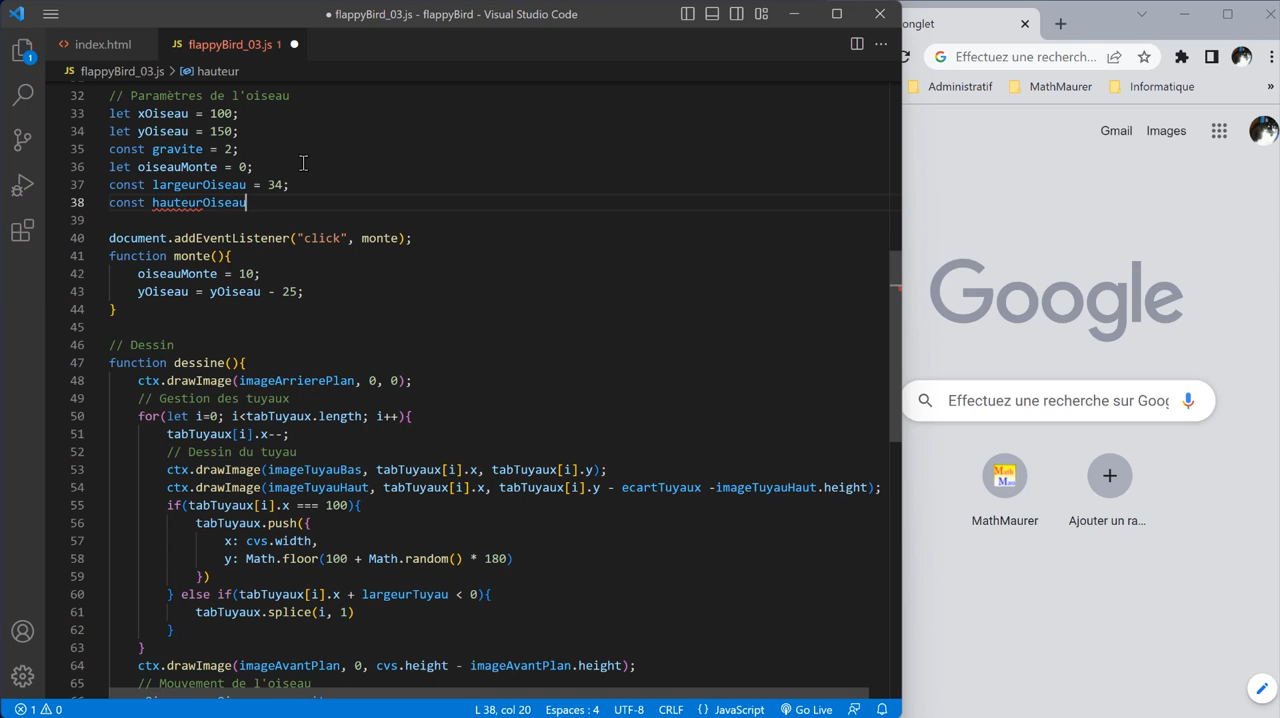 ● flappyBird_03.js - flappyBird - Visual Studio Code
index.html
JS flappyBird_03.js 1 ●
JS flappyBird_03.js > hauteur
32 // Paramètres de l'oiseau
33 let xOiseau = 100;
34 let yOiseau = 150;
35 const gravite = 2;
36 let oiseauMonte = 0;
37 const largeurOiseau = 34;
38 const hauteurOiseau
39
40 document.addEventListener("click", monte);
41 function monte(){
42 oiseauMonte = 10;
43 yOiseau = yOiseau - 25;
44 }
45
46 // Dessin
47 function dessine(){
48 ctx.drawImage(imageArrierePlan, 0, 0);
49 // Gestion des tuyaux
50 for(let i=0; i<tabTuyaux.length; i++){
51 tabTuyaux[i].x--;
52 // Dessin du tuyau
53 ctx.drawImage(imageTuyauBas, tabTuyaux[i].x, tabTuyaux[i].y);
54 ctx.drawImage(imageTuyauHaut, tabTuyaux[i].x, tabTuyaux[i].y - ecartTuyaux -imageTuyauHaut.height);
55 if(tabTuyaux[i].x === 100){
56 tabTuyaux.push({
57 x: cvs.width,
58 y: Math.floor(100 + Math.random() * 180)
59 })
60 } else if(tabTuyaux[i].x + largeurTuyau < 0){
61 tabTuyaux.splice(i, 1)
62 }
63 }
64 ctx.drawImage(imageAvantPlan, 0, cvs.height - imageAvantPlan.height);
65 // Mouvement de l'oiseau
1
1 0
L 38, col 20
Espaces : 4
UTF-8
CRLF
{} JavaScript
Go Live
onglet
Effectuez une recherch...
Administratif
MathMaurer
Informatique
»
Gmail
Images
Google
Effectuez une recherche sur Goog
MathMaurer
Ajouter un ra...